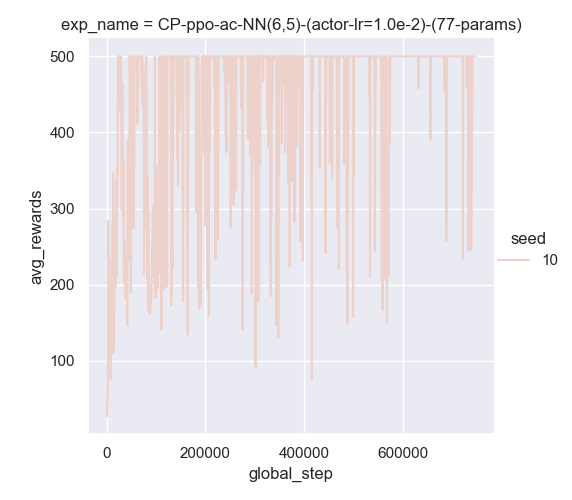 exp_name = CP-ppo-ac-NN(6,5)-(actor-lr=1.0e-2)-(77-params)
500
400
300
200
100
avg_rewards
0 200000 400000 600000
global_step
seed
10